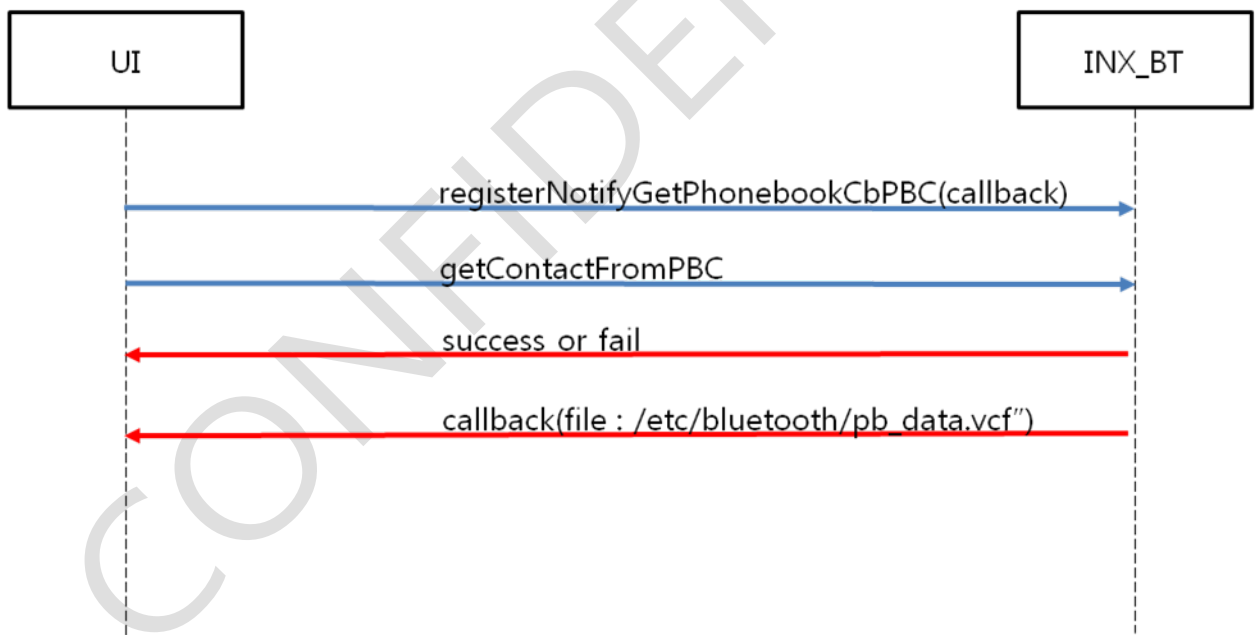 UI
INX_BT
registerNotifyGetPhonebookCbPBC(callback)
getContactFromPBC
success or fail
callback(file : /etc/bluetooth/pb_data.vcf”)
CONFIDE